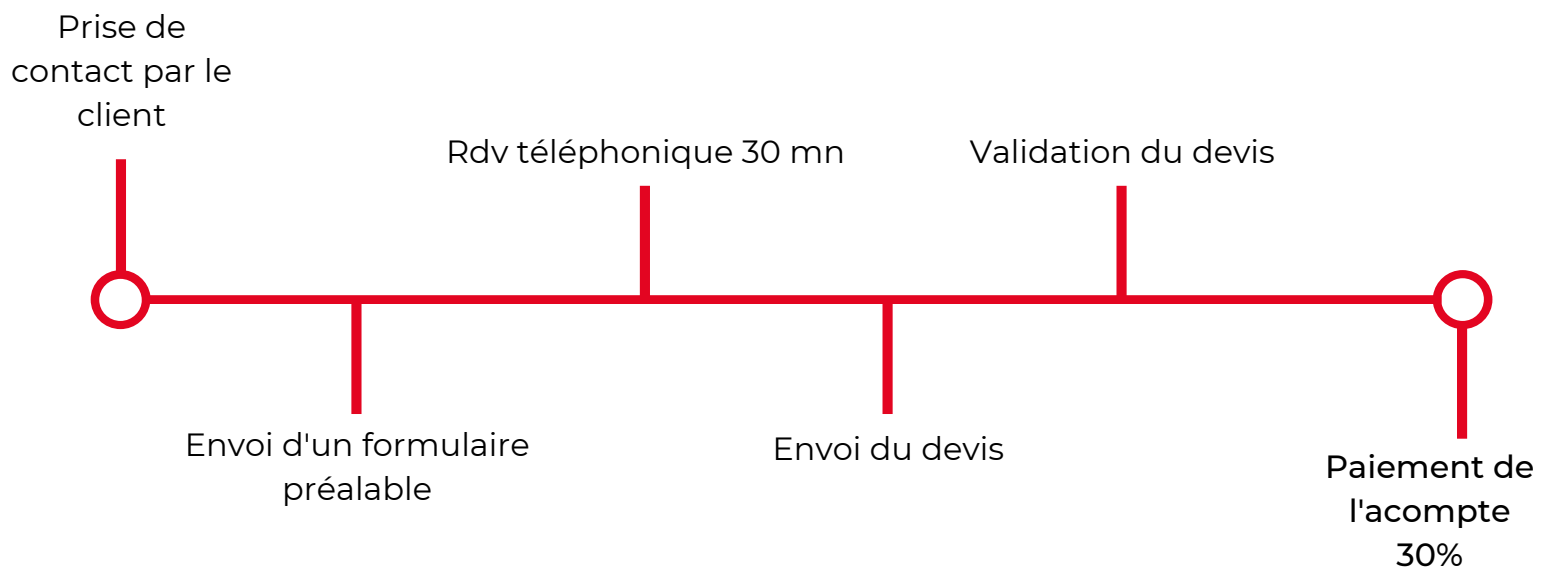 Prise de
contact par le
client
Envoi d'un formulaire
préalable
Rdv téléphonique 30 mn
Envoi du devis
Validation du devis
Paiement de
l'acompte
30%